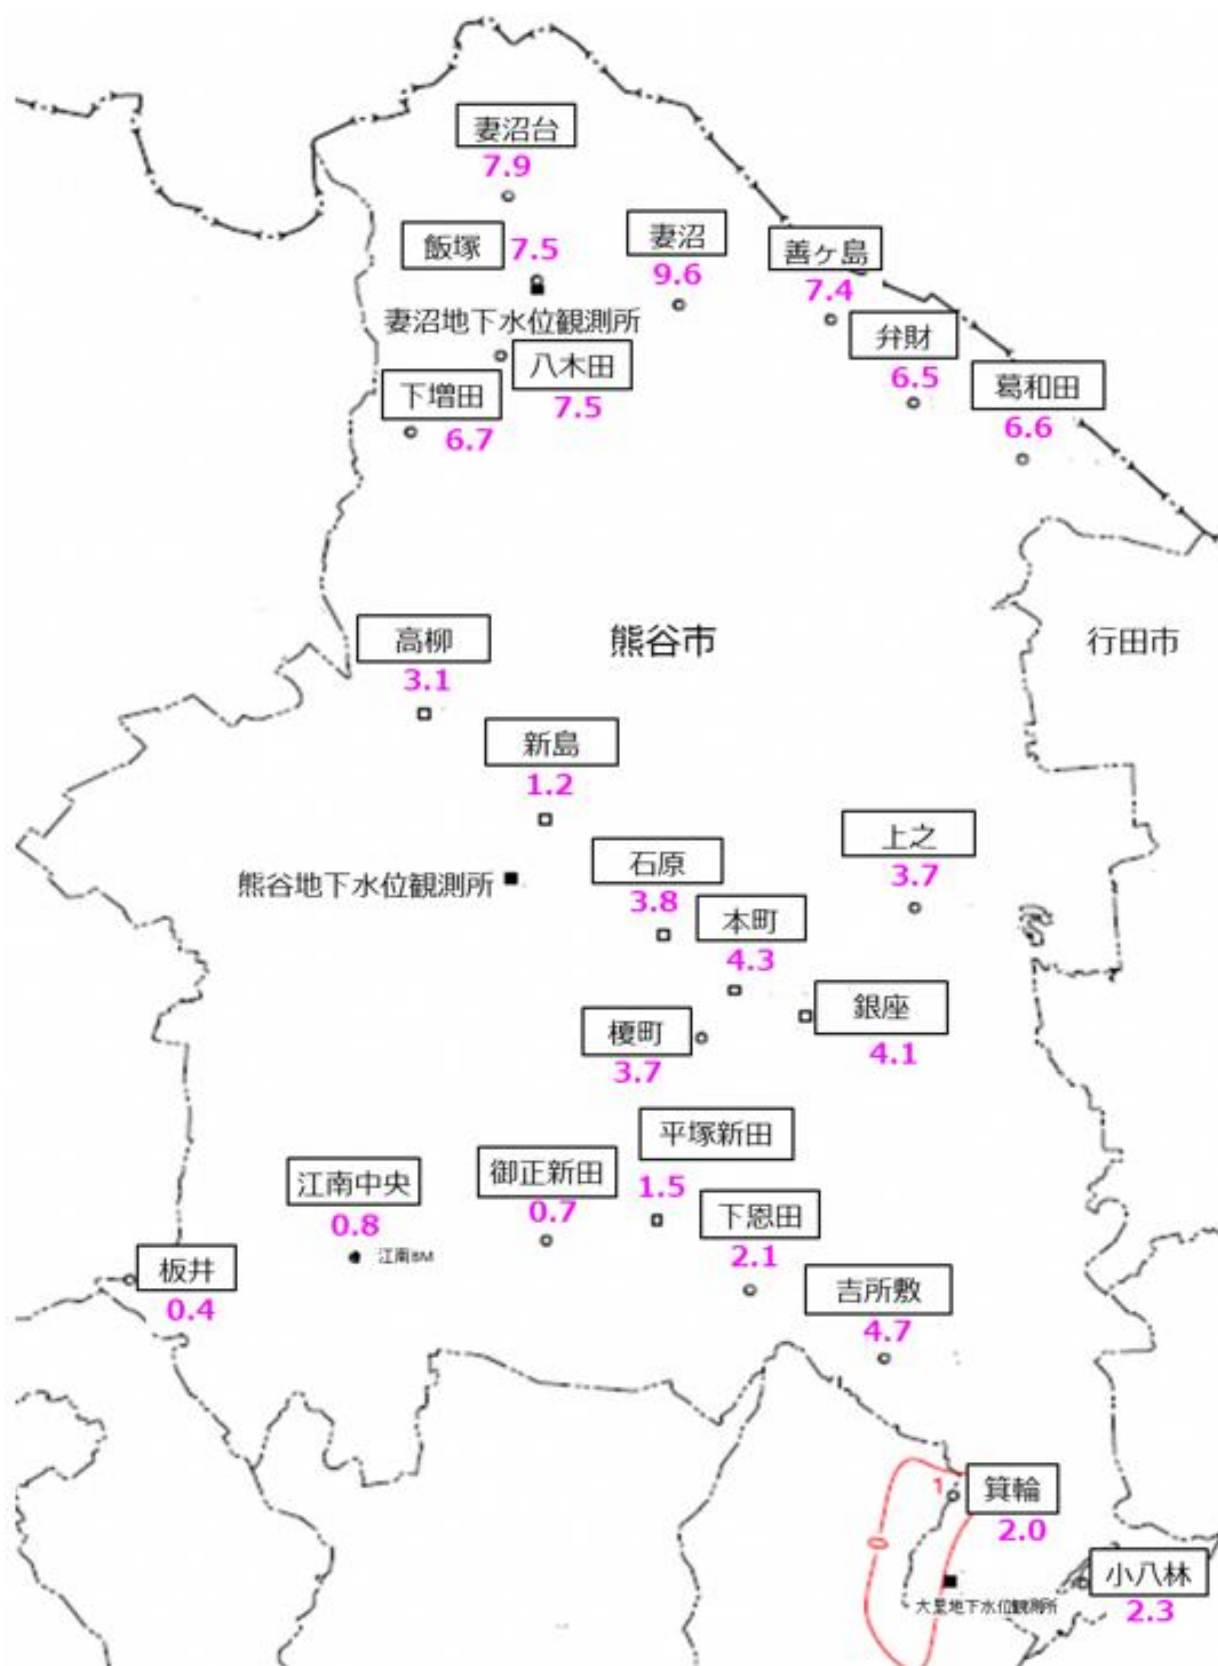 妻沼台
7.9
飯塚
7.5
妻沼
9.6
善ヶ島
7.4
妻沼地下水位観測所
弁財
6.5
八木田
7.5
葛和田
6.6
下増田
6.7
高柳
3.1
熊谷市
行田市
新島
1.2
上之
3.7
石原
3.8
熊谷地下水位観測所
本町
4.3
銀座
4.1
榎町
3.7
平塚新田
1.5
御正新田
0.7
江南中央
0.8
江南8M
下恩田
2.1
板井
0.4
吉所敷
4.7
1
箕輪
2.0
0
小八林
2.3
大里地下水位観測所